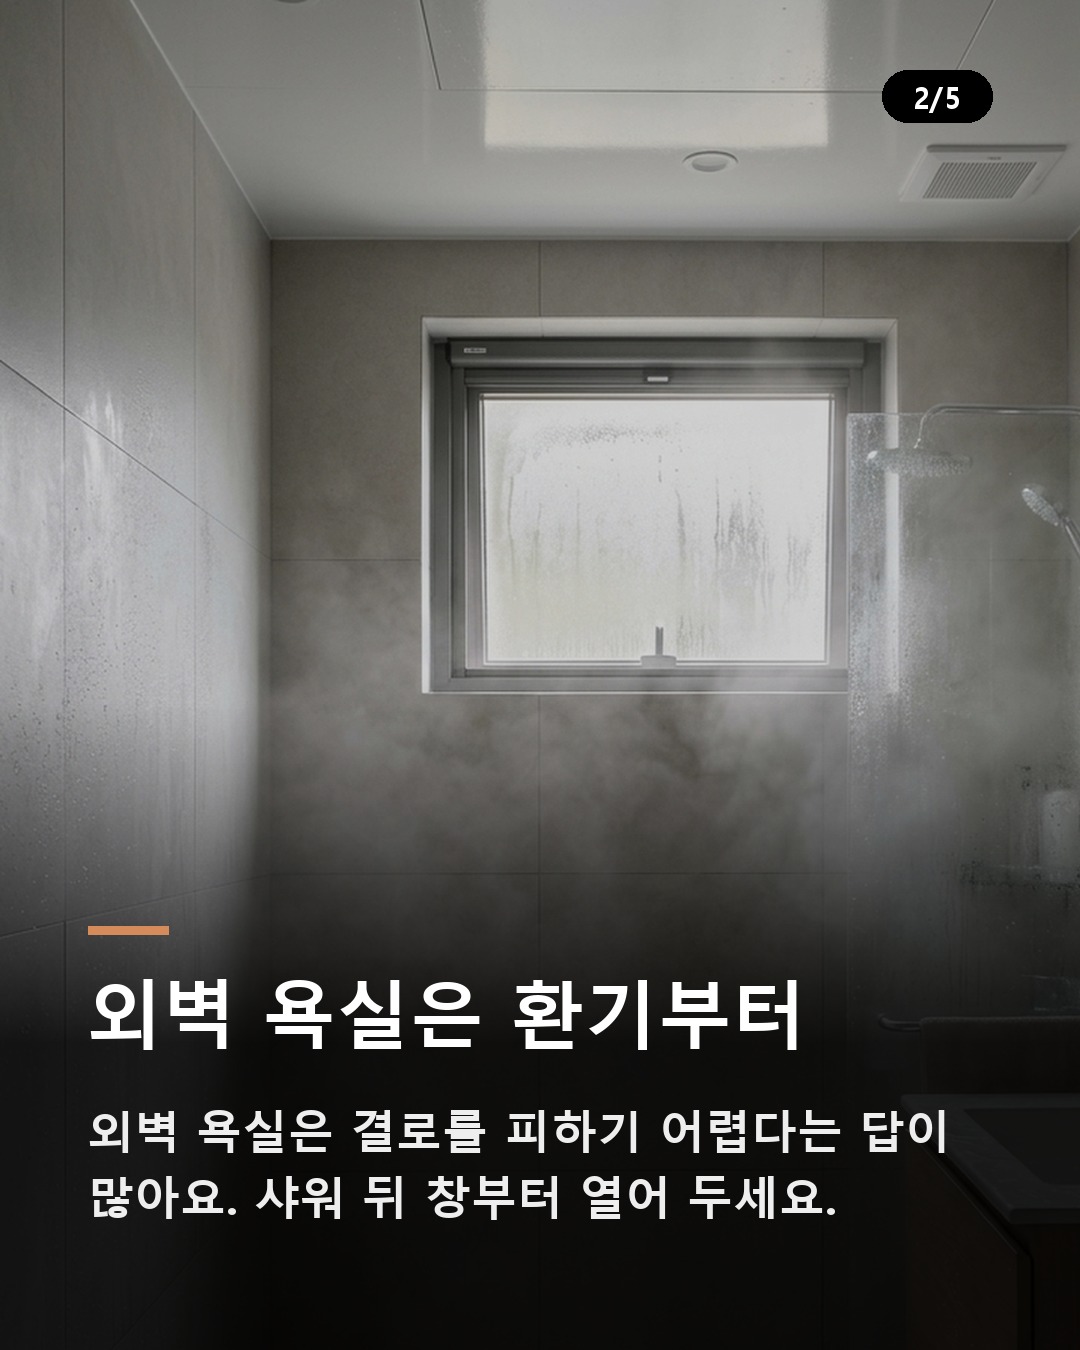 2/5
외벽 욕실은 환기부터
외벽 욕실은 결로를 피하기 어렵다는 답이
많아요. 샤워 뒤 창부터 열어 두세요.